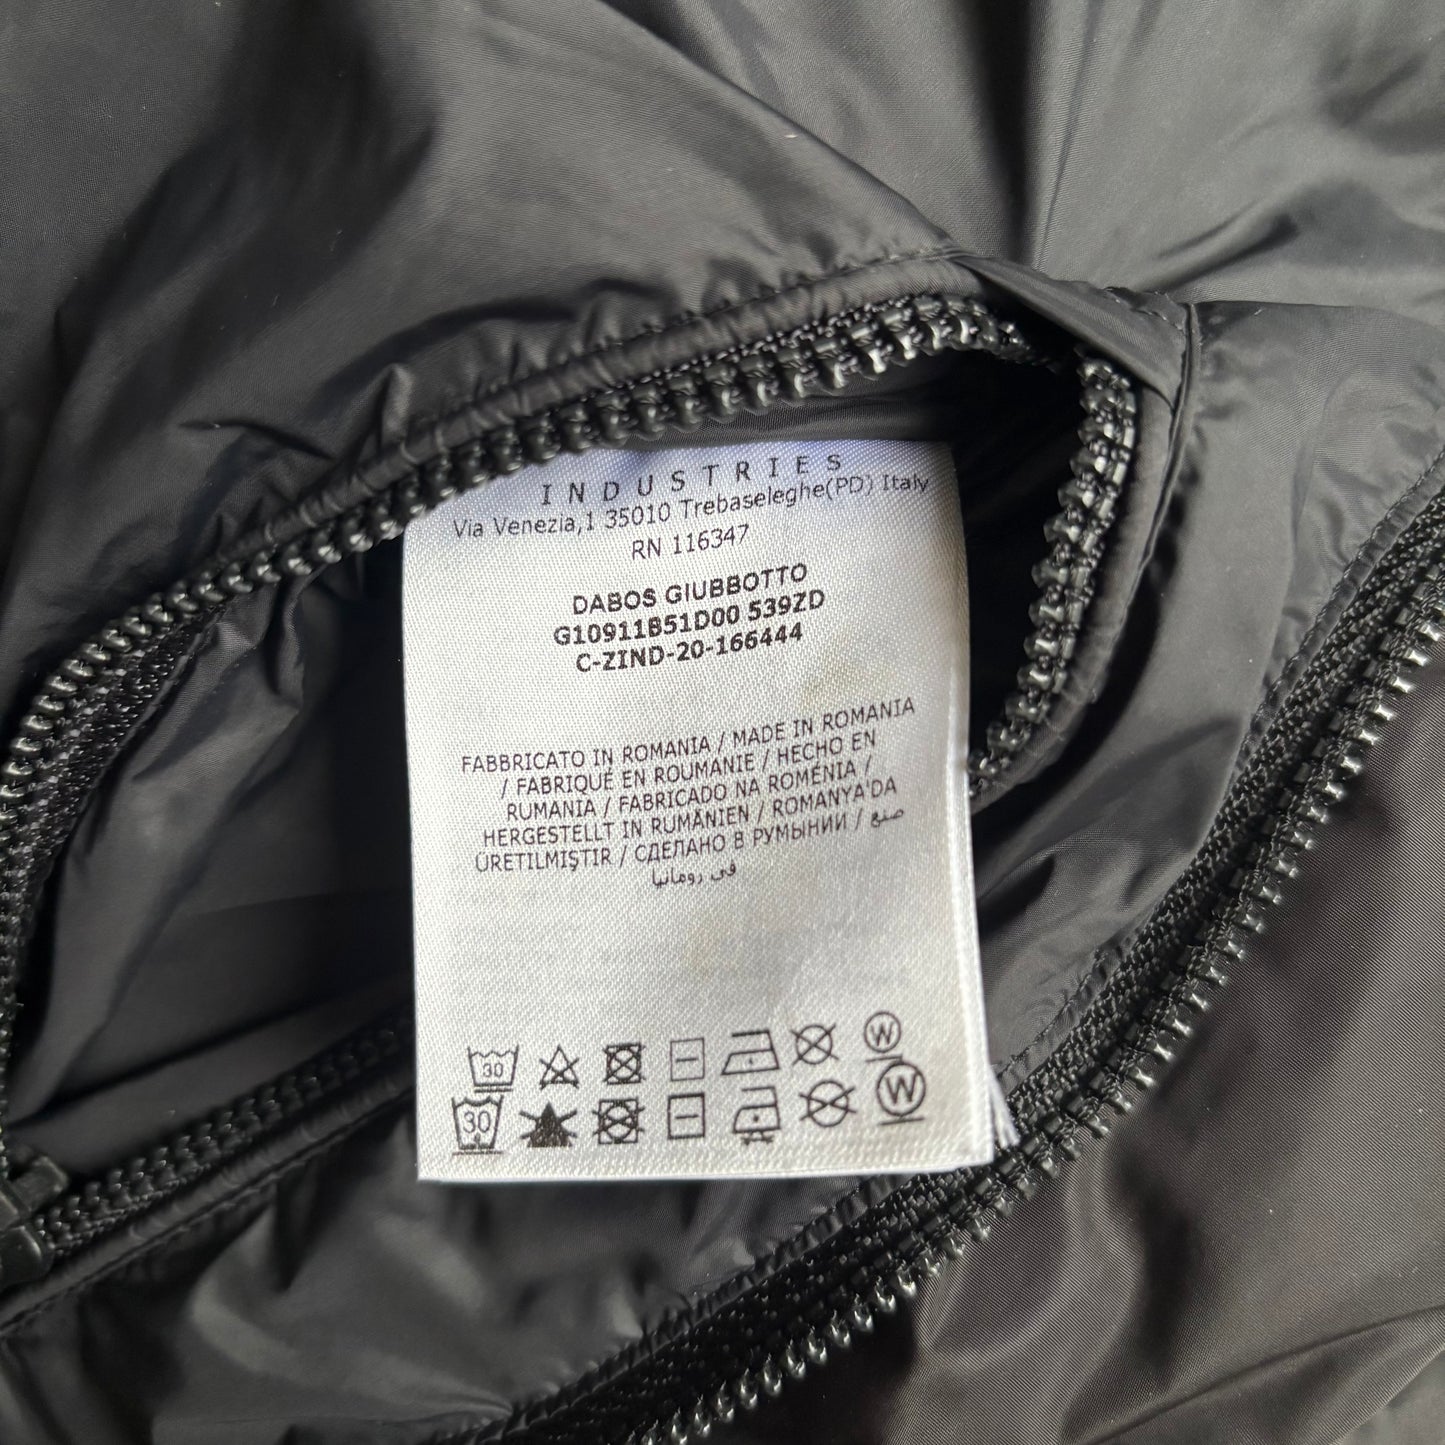 INDUSTRIES
Via Venezia,1 35010 Trebaseleghe(PD) Italy
RN 116347
DABOS GIUBBOTTO
G10911B51D00 539ZD
C-ZIND-20-166444
FABBRICATO IN ROMANIA / MADE IN ROMANIA
/ FABRIQUÉ EN ROUMANIE / HECHO EN
RUMANIA / FABRICADO NA ROMÉNIA /
HERGESTELLT IN RUMÄNIEN / ROMANYA'DA
ÜRETILMIŞTIR / СДЕЛАНО В РУМЫНИИ / صنع
في رومانيا
30 W
30 W